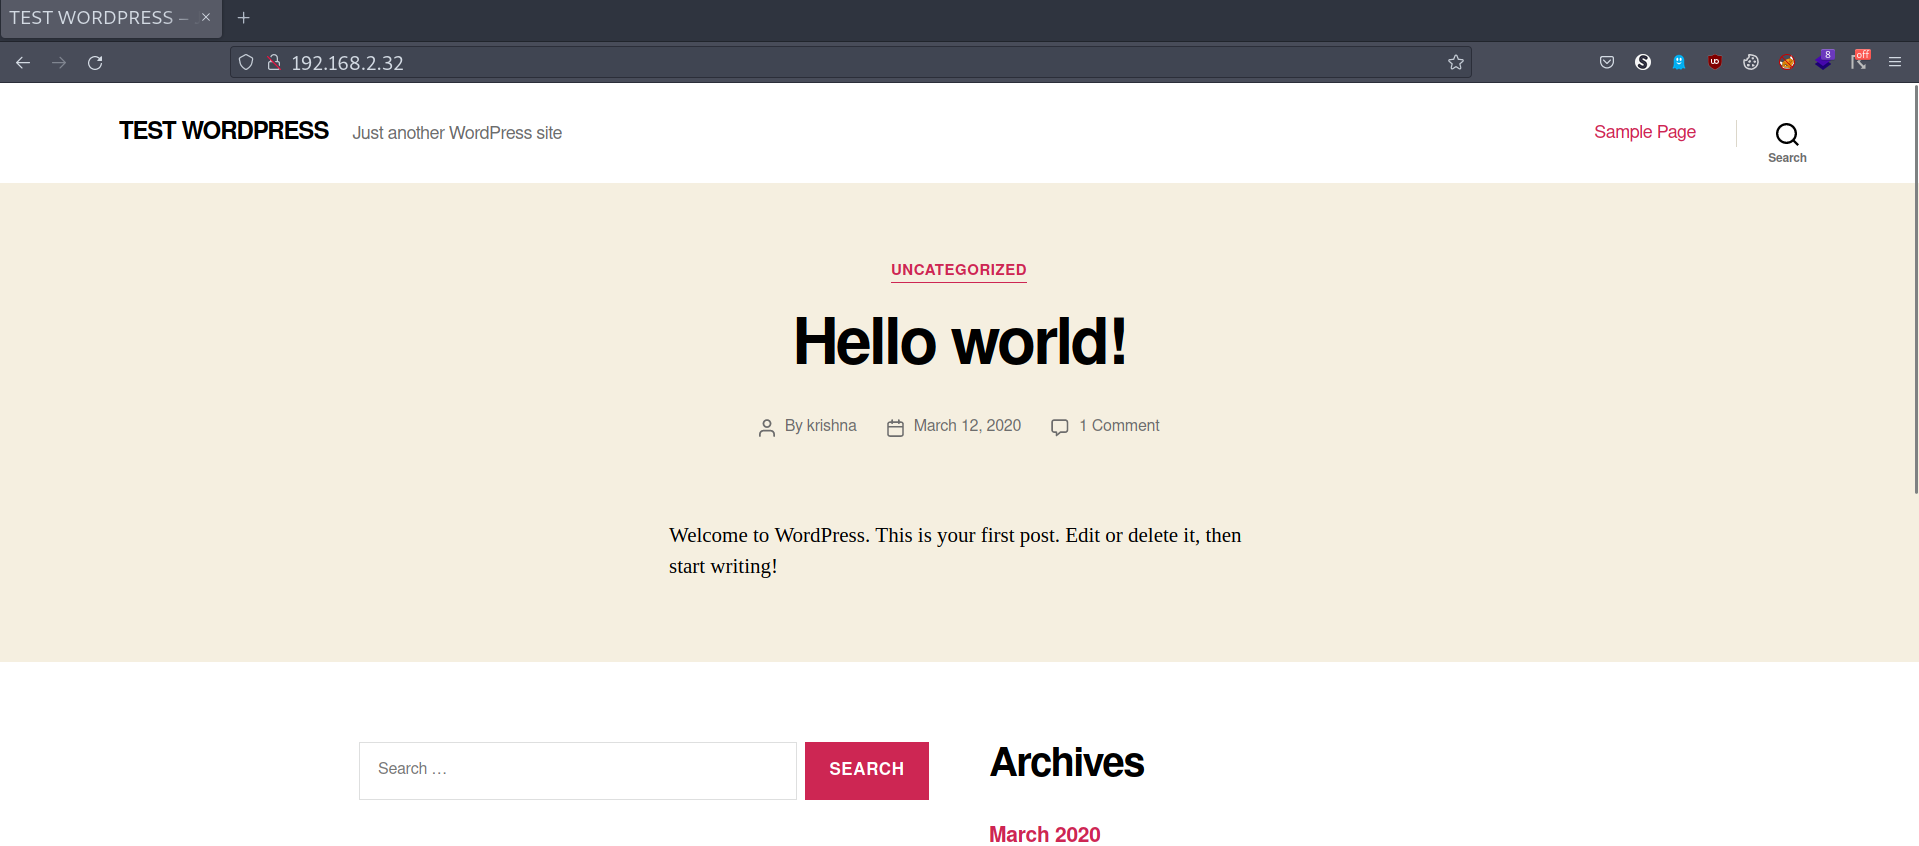 TEST WORDPRESS –
192.168.2.32
8
off
TEST WORDPRESS Just another WordPress site
Sample Page
Search
UNCATEGORIZED
Hello world!
By krishna March 12, 2020 1 Comment
Welcome to WordPress. This is your first post. Edit or delete it, then
start writing!
Search …
SEARCH
Archives
March 2020